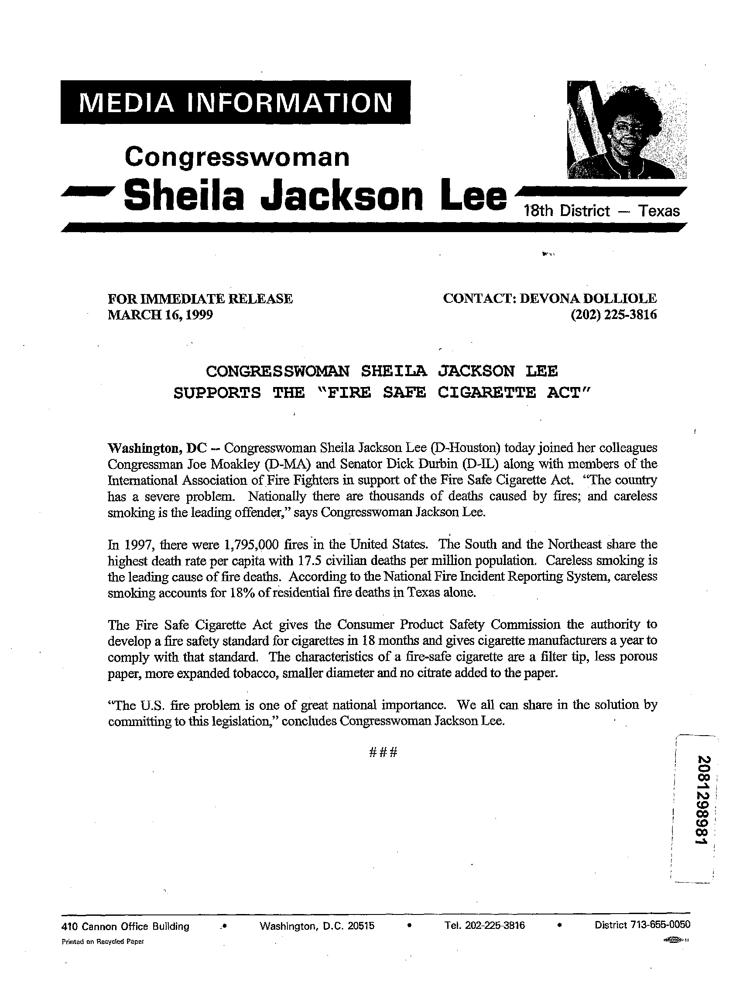 MEDIA INFORMATION
Congresswoman
Sheila Jackson Lee
18th District — Texas
FOR IMMEDIATE RELEASE
MARCH 16, 1999
CONTACT: DEVONA DOLLIOLE
(202) 225-3816
CONGRESSWOMAN SHEILA JACKSON LEE
SUPPORTS THE "FIRE SAFE CIGARETTE ACT"
Washington, DC -- Congresswoman Sheila Jackson Lee (D-Houston) today joined her colleagues
Congressman Joe Moakley (D-MA) and Senator Dick Durbin (D-IL) along with members of the
International Association of Fire Fighters in support of the Fire Safe Cigarette Act. "The country
has a severe problem. Nationally there are thousands of deaths caused by fires; and careless
smoking is the leading offender," says Congresswoman Jackson Lee.
In 1997, there were 1,795,000 fires in the United States. The South and the Northeast share the
highest death rate per capita with 17.5 civilian deaths per million population. Careless smoking is
the leading cause of fire deaths. According to the National Fire Incident Reporting System, careless
smoking accounts for 18% of residential fire deaths in Texas alone.
The Fire Safe Cigarette Act gives the Consumer Product Safety Commission the authority to
develop a fire safety standard for cigarettes in 18 months and gives cigarette manufacturers a year to
comply with that standard. The characteristics of a fire-safe cigarette are a filter tip, less porous
paper, more expanded tobacco, smaller diameter and no citrate added to the paper.
"The U.S. fire problem is one of great national importance. We all can share in the solution by
committing to this legislation," concludes Congresswoman Jackson Lee.
###
2081298981
410 Cannon Office Building • Washington, D.C. 20515 • Tel. 202-225-3816 • District 713-655-0050
Printed on Recycled Paper